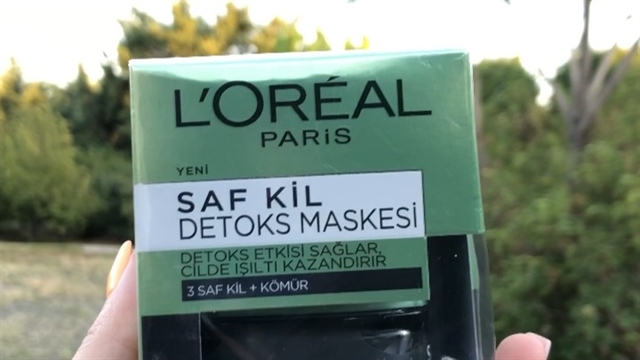 L'ORÉAL
PARiS
YENİ
SAF KİL
DETOKS MASKESİ
DETOKS ETKİSİ SAĞLAR,
CİLDE IŞILTI KAZANDIRIR
3 SAF KİL + KÖMÜR